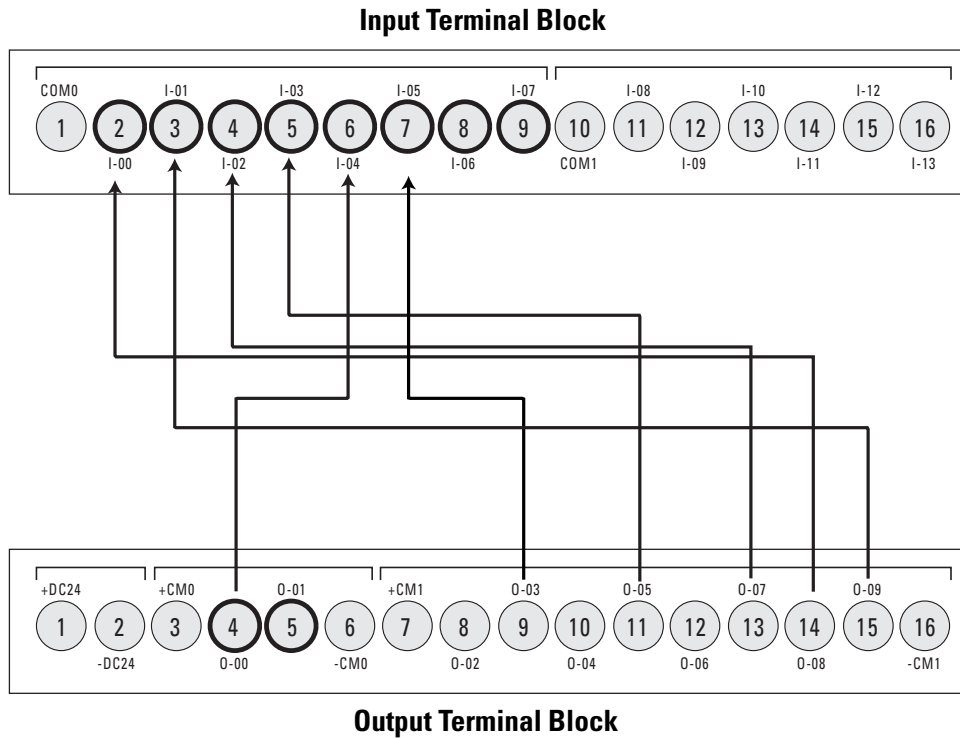 Input Terminal Block
COM0 I-01 I-03 I-05 I-07 I-08 I-10 I-12
1 2 3 4 5 6 7 8 9 10 11 12 13 14 15 16
I-00 I-02 I-04 I-06 COM1 I-09 I-11 I-13
+DC24 +CM0 O-01 +CM1 O-03 O-05 O-07 O-09
1 2 3 4 5 6 7 8 9 10 11 12 13 14 15 16
-DC24 O-00 -CM0 O-02 O-04 O-06 O-08 -CM1
Output Terminal Block